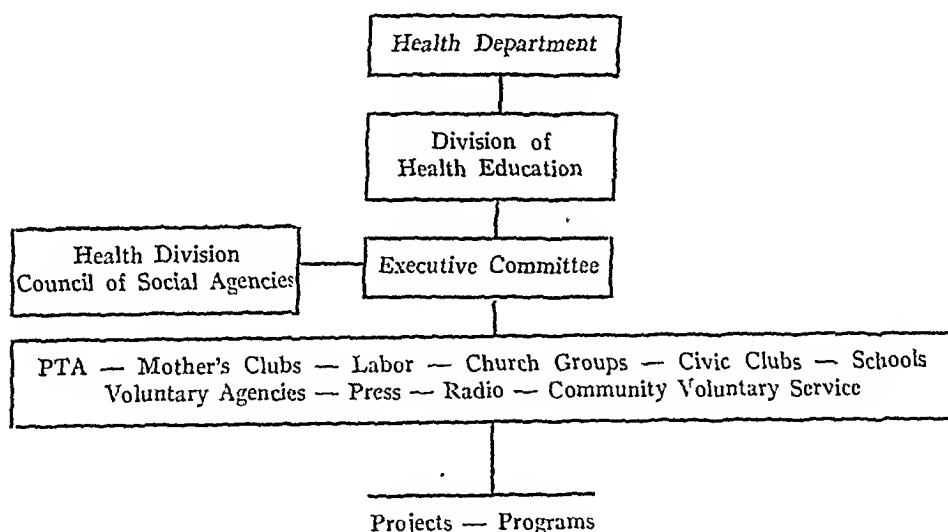 Health Department
Division of
Health Education
Health Division
Council of Social Agencies
Executive Committee
PTA — Mother's Clubs — Labor — Church Groups — Civic Clubs — Schools
Voluntary Agencies — Press — Radio — Community Voluntary Service
Projects — Programs